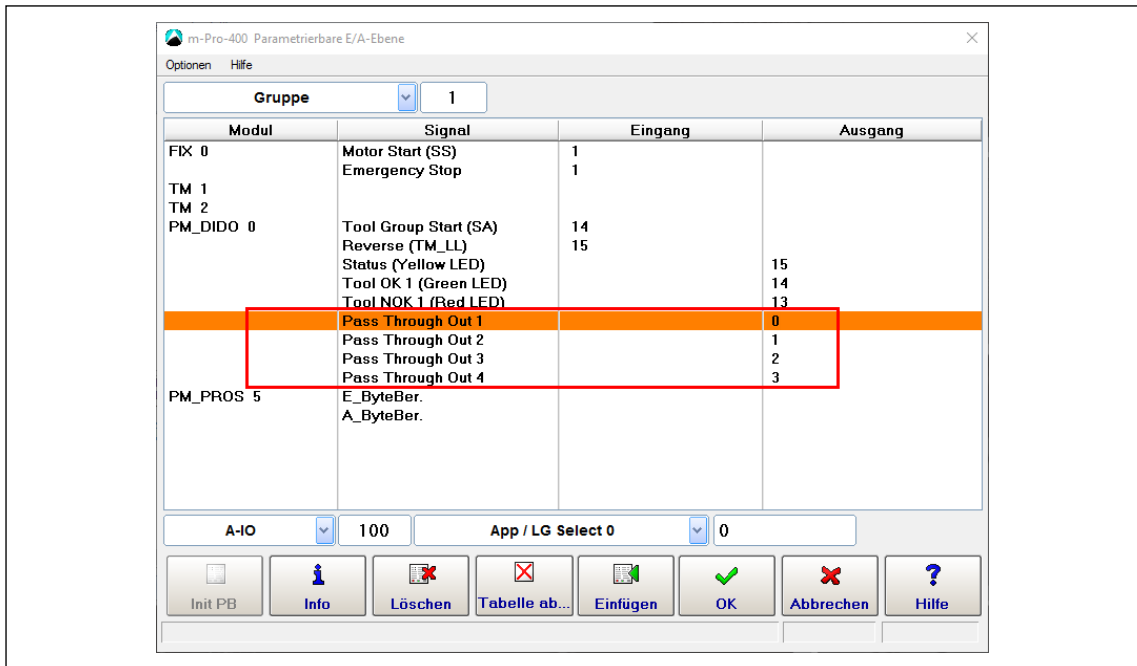 m-Pro-400 Parametrierbare E/A-Ebene
Optionen Hilfe
Gruppe 1
Modul Signal Eingang Ausgang
FIX 0 Motor Start (SS) 1
Emergency Stop 1
TM 1
TM 2
PM_DIDO 0 Tool Group Start (SA) 14
Reverse (TM_LL) 15
Status (Yellow LED) 15
Tool OK 1 (Green LED) 14
Tool NOK 1 (Red LED) 13
Pass Through Out 1 0
Pass Through Out 2 1
Pass Through Out 3 2
Pass Through Out 4 3
PM_PROS 5 E_ByteBer.
A_ByteBer.
A-IO 100 App / LG Select 0 0
Init PB Info Löschen Tabelle ab... Einfügen OK Abbrechen Hilfe